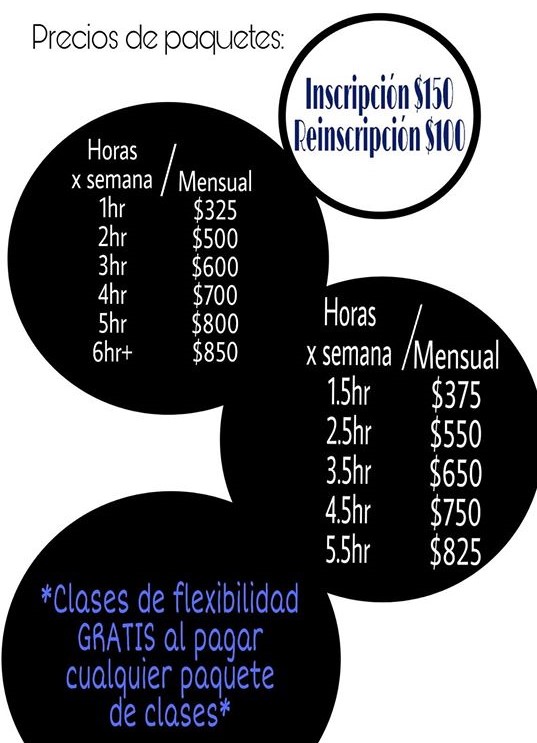 Precios de paquetes:
Inscripción $150
Reinscripción $100
Horas
x semana / Mensual
1hr $325
2hr $500
3hr $600
4hr $700
5hr $800
6hr+ $850
Horas
x semana / Mensual
1.5hr $375
2.5hr $550
3.5hr $650
4.5hr $750
5.5hr $825
*Clases de flexibilidad
GRATIS al pagar
cualquier paquete
de clases*